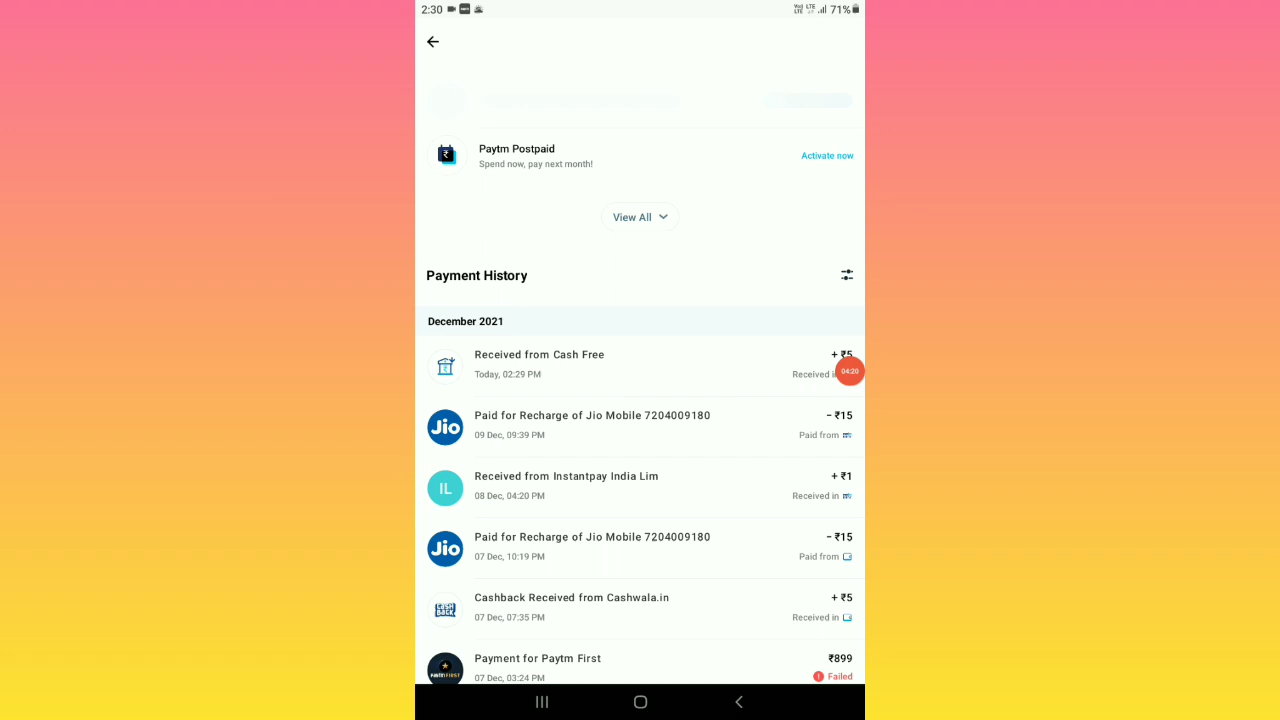 2:30
71%
Paytm Postpaid
Spend now, pay next month!
Activate now
View All
Payment History
December 2021
Received from Cash Free
+ ₹5
Today, 02:29 PM
Received
04:20
Jio
Paid for Recharge of Jio Mobile 7204009180
- ₹15
09 Dec, 09:39 PM
Paid from
IL
Received from Instantpay India Lim
+ ₹1
08 Dec, 04:20 PM
Received in
Jio
Paid for Recharge of Jio Mobile 7204009180
- ₹15
07 Dec, 10:19 PM
Paid from
CASH BACK
Cashback Received from Cashwala.in
+ ₹5
07 Dec, 07:35 PM
Received in
Payment for Paytm First
₹899
PAYTM FIRST
07 Dec, 03:24 PM
Failed